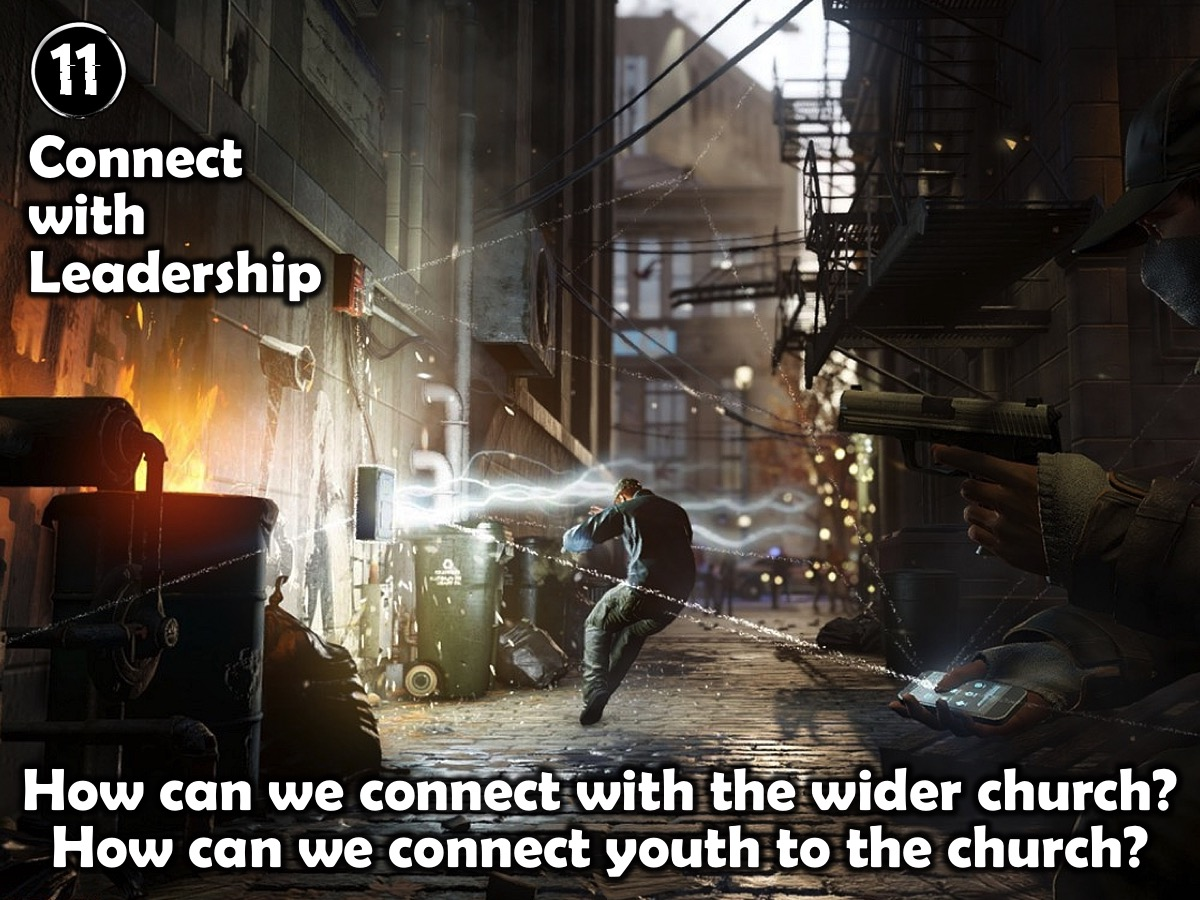 11
Connect
with
Leadership
How can we connect with the wider church?
How can we connect youth to the church?